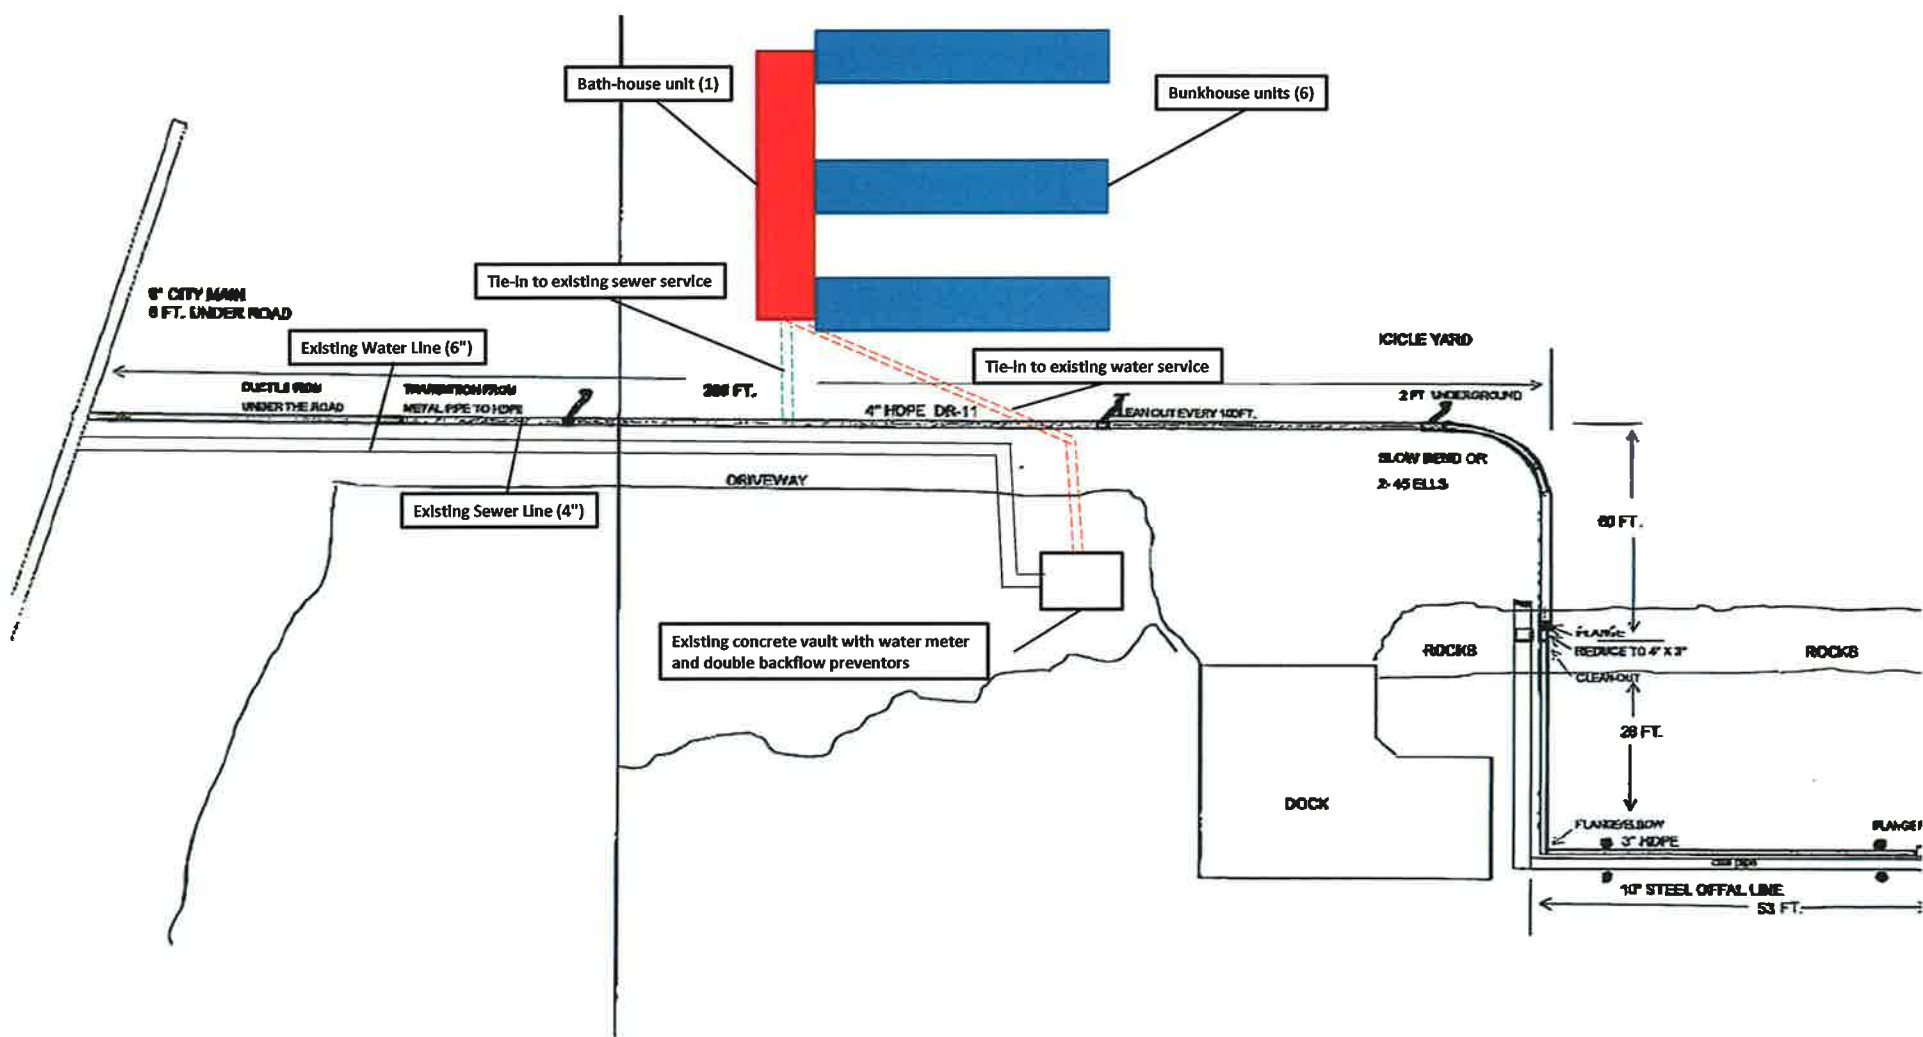 Bath-house unit (1)
Bunkhouse units (6)
Tie-in to existing sewer service
6" CITY MAIN
6 FT. UNDER ROAD
Existing Water Line (6")
ICICLE YARD
Tie-in to existing water service
DUCTILE IRON
UNDER THE ROAD
TRANSITION FROM
METAL PIPE TO HDPE
FT.
4" HDPE DR-11
CLEAN OUT EVERY 100FT.
2 FT UNDERGROUND
SLOW BEND OR
2- 45 ELLS
DRIVEWAY
Existing Sewer Line (4")
60 FT.
Existing concrete vault with water meter
and double backflow preventors
ROCKS
FLANGE
REDUCE TO 4" X 3"
CLEAN-OUT
ROCKS
28 FT.
DOCK
FLANGE/ELBOW
3" HDPE
10" STEEL OFFAL LINE
53 FT.